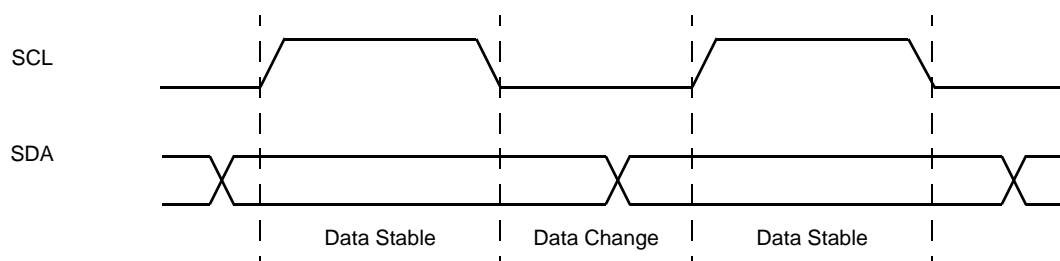 SCL
SDA
Data Stable
Data Change
Data Stable